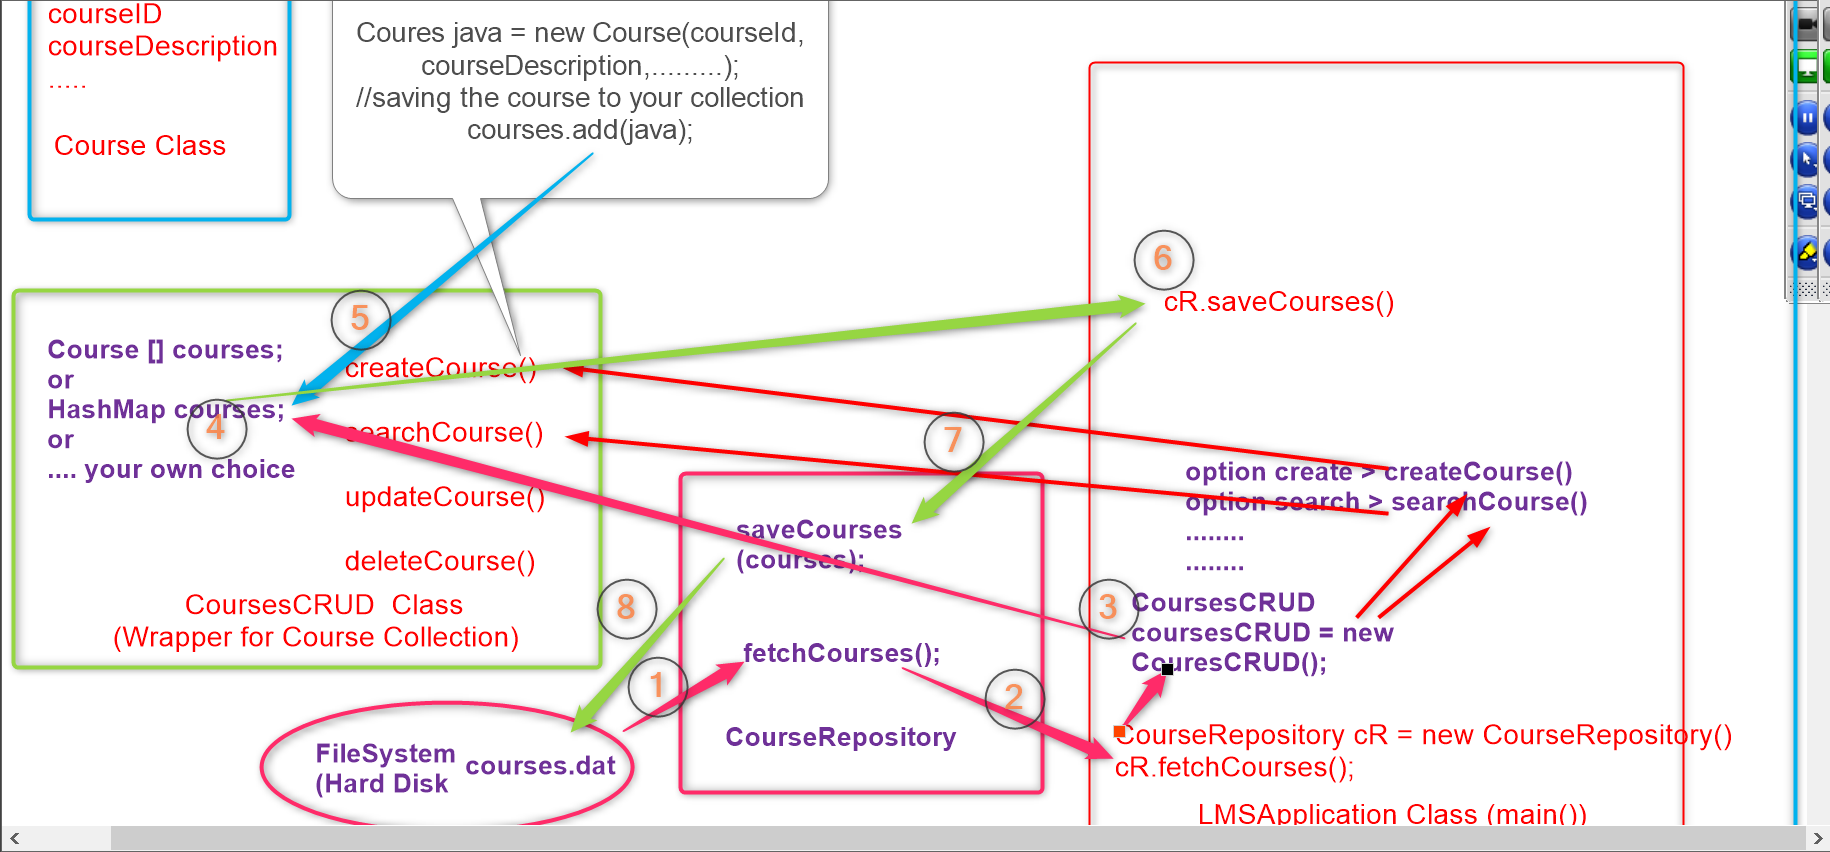 courseID
courseDescription
.....
Course Class
Coures java = new Course(courseId,
courseDescription,.........);
//saving the course to your collection
courses.add(java);
6
cR.saveCourses()
5
Course [] courses;
or
HashMap courses;
or
.... your own choice
4
createCourse()
searchCourse()
updateCourse()
deleteCourse()
CoursesCRUD  Class
(Wrapper for Course Collection)
7
saveCourses
(courses);
fetchCourses();
CourseRepository
8
1
2
3
option create > createCourse()
option search > searchCourse()
........
........
CoursesCRUD
coursesCRUD = new
CouresCRUD();
CourseRepository cR = new CourseRepository()
cR.fetchCourses();
LMSApplication Class (main())
FileSystem
(Hard Disk
courses.dat